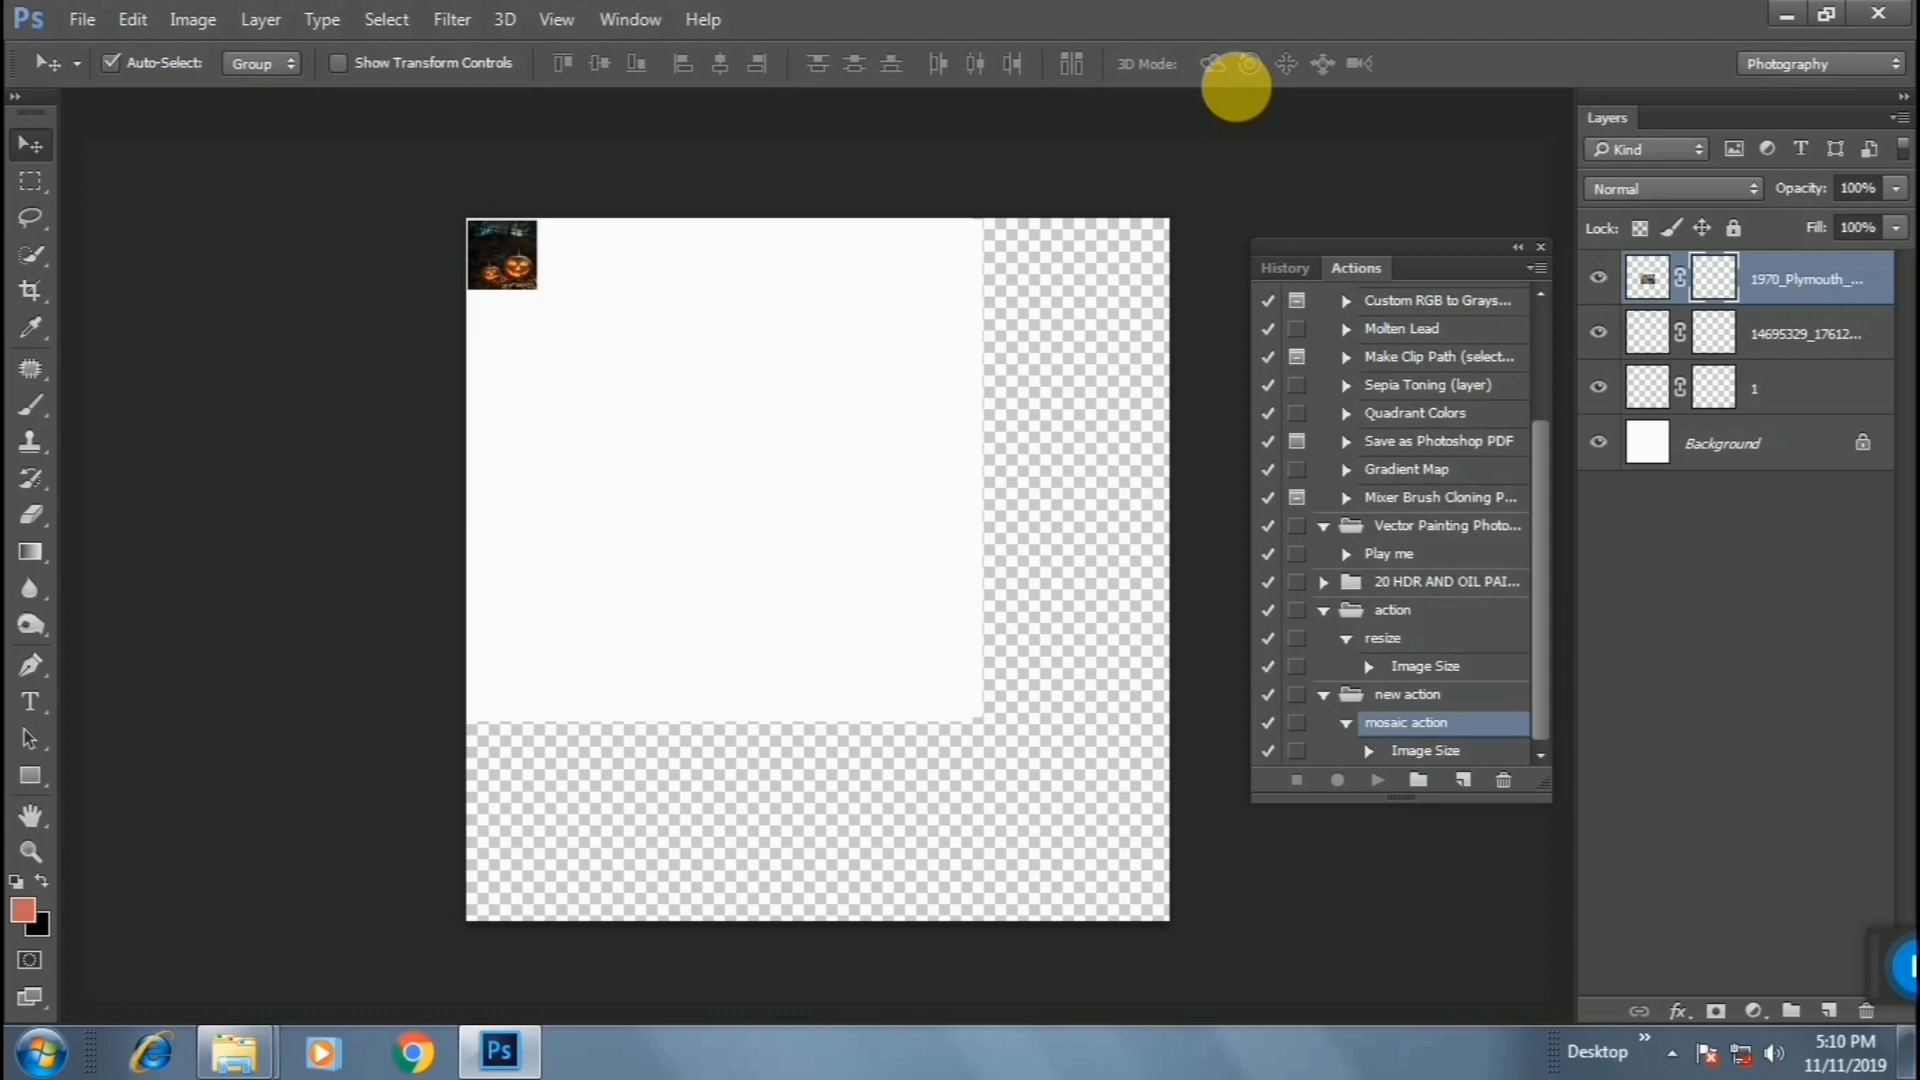 Ps File Edit Image Layer Type Select Filter 3D View Window Help
Auto-Select: Group Show Transform Controls 3D Mode: Photography
Layers
Kind
Normal Opacity: 100%
Lock: Fill: 100%
1970_Plymouth_...
14695329_17612...
1
Background
History Actions
Custom RGB to Grays...
Molten Lead
Make Clip Path (select...
Sepia Toning (layer)
Quadrant Colors
Save as Photoshop PDF
Gradient Map
Mixer Brush Cloning P...
Vector Painting Photo...
Play me
20 HDR AND OIL PAI...
action
resize
Image Size
new action
mosaic action
Image Size
Ps
Desktop
5:10 PM
11/11/2019